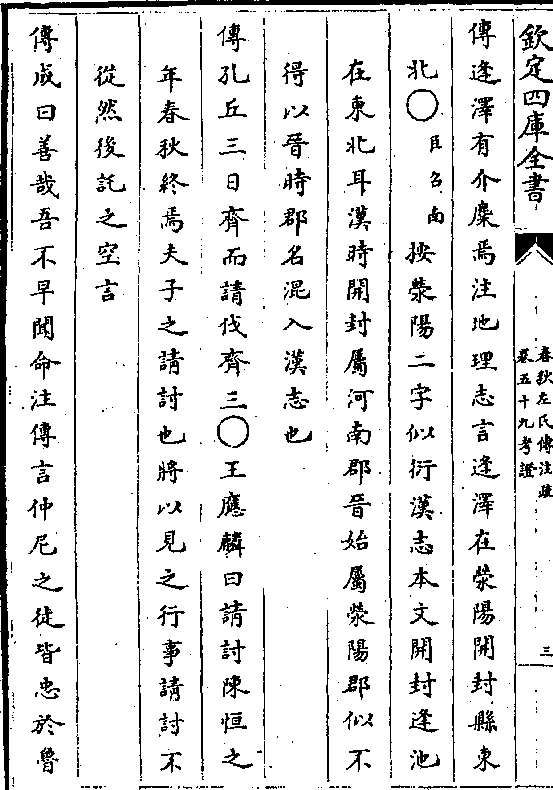 欽定四庫全書
春秋左氏傳注疏
卷五十九考證
三
傳逢澤有介麋焉注地理志言逢澤在滎陽開封縣東
北〇臣召南按滎陽二字似衍漢志本文開封逢池
在東北耳漢時開封屬河南郡晉始屬滎陽郡似不
得以晉時郡名混入漢志也
傳孔丘三日齊而請伐齊三〇王應麟曰請討陳恒之
年春秋終焉夫子之請討也將以見之行事請討不
從然後託之空言
傳成曰善哉吾不早聞命注傳言仲尼之徒皆忠於魯